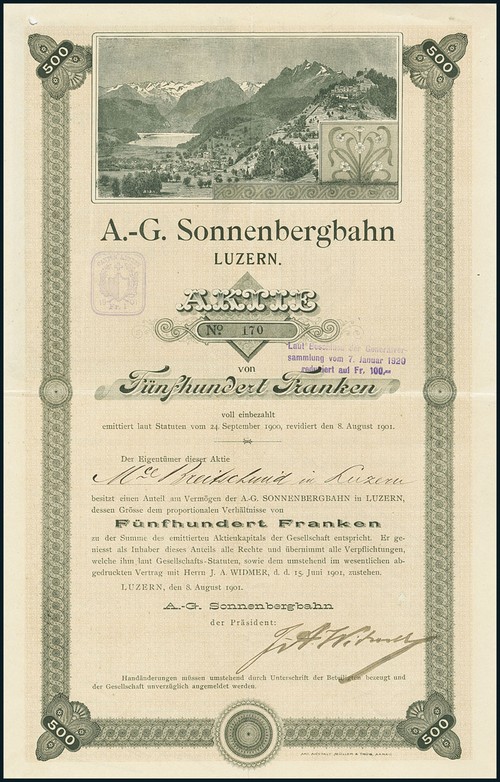 500
500
A.-G. Sonnenbergbahn
LUZERN.
AKTIE
No 170
Laut Beschluss der
sammlung vom 7. Januar 1920
reduziert auf Fr. 100,—
von
Fünfhundert Franken
voll einbezahlt
emittiert laut Statuten vom 24. September 1900, revidiert den 8. August 1901.
Der Eigentümer dieser Aktie
Breitschmid in Luzern
besitzt einen Anteil am Vermögen der A.-G. SONNENBERGBAHN in LUZERN,
dessen Grösse dem proportionalen Verhältnisse von
Fünfhundert Franken
zu der Summe des emittierten Aktienkapitals der Gesellschaft entspricht. Er ge-
niesst als Inhaber dieses Anteils alle Rechte und übernimmt alle Verpflichtungen,
welche ihm laut Gesellschafts-Statuten, sowie dem umstehend im wesentlichen ab-
gedruckten Vertrag mit Herrn J. A. WIDMER, d. d. 15. Juni 1901, zustehen.
LUZERN, den 8. August 1901.
A.-G. Sonnenbergbahn
der Präsident:
J. A. Widmer
Handänderungen müssen umstehend durch Unterschrift der Beteiligten bezeugt und
der Gesellschaft unverzüglich angemeldet werden.
500
500